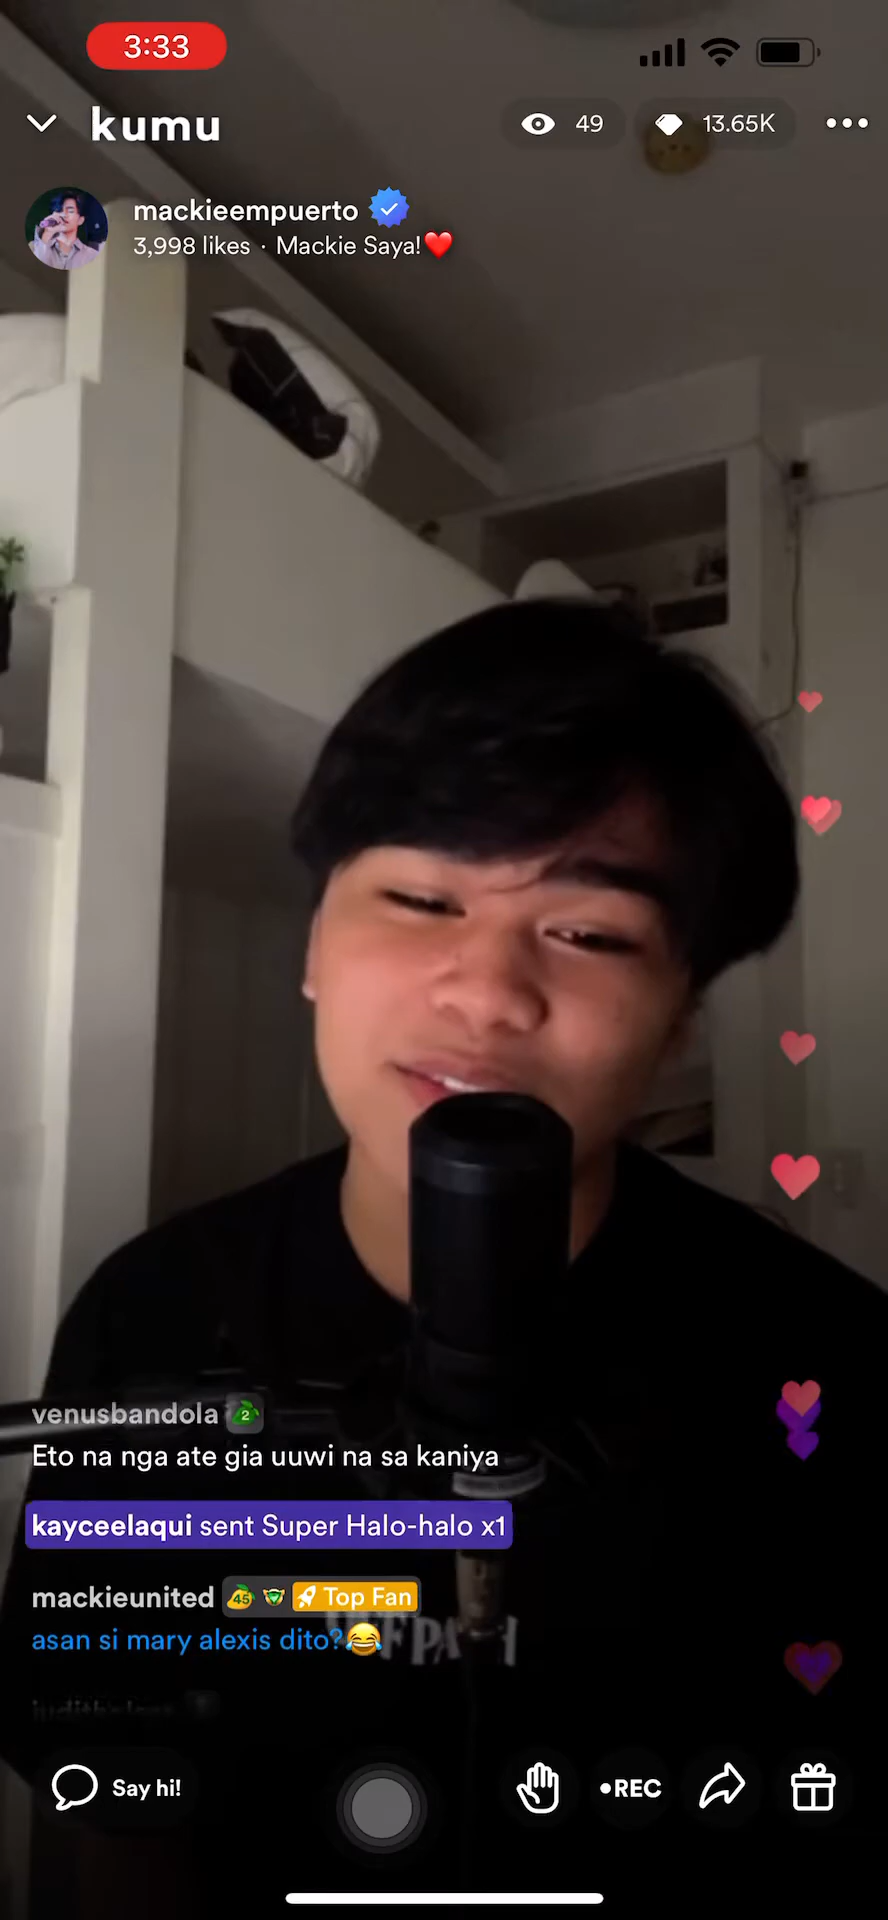 3:33
kumu
49
13.65K
mackieempuerto
3,998 likes · Mackie Saya!❤️
venusbandola 2
Eto na nga ate gia uuwi na sa kaniya
kayceelaqui sent Super Halo-halo x1
mackieunited 45 Top Fan
asan si mary alexis dito?😂
Say hi!
•REC